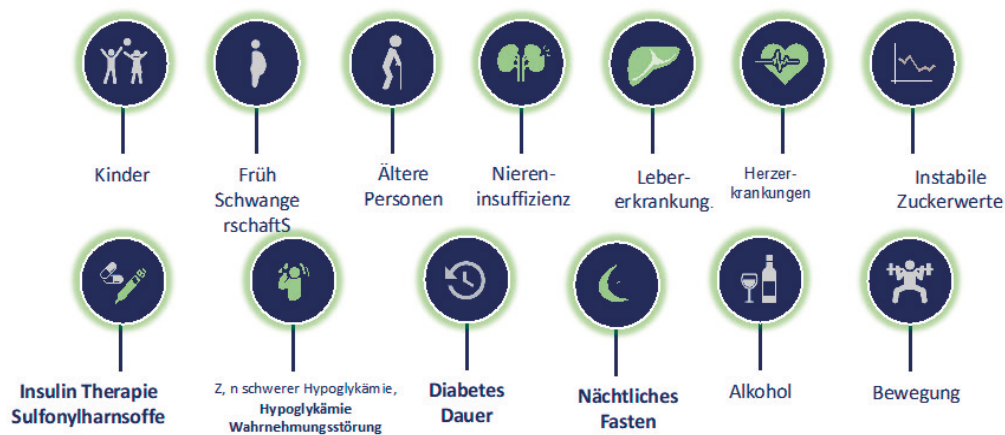 Kinder
Früh
Schwange
rschaftS
Ältere
Personen
Nieren-
insuffizienz
Leber-
erkrankung.
Herzer-
krankungen
Instabile
Zuckerwerte
Insulin Therapie
Sulfonylharnsoffe
Z, n schwerer Hypoglykämie,
Hypoglykämie
Wahrnehmungsstörung
Diabetes
Dauer
Nächtliches
Fasten
Alkohol
Bewegung